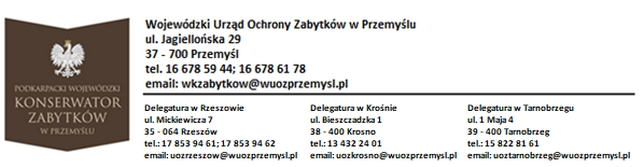 PODKARPACKI WOJEWÓDZKI
KONSERWATOR
ZABYTKÓW
W PRZEMYŚLU
Wojewódzki Urząd Ochrony Zabytków w Przemyślu
ul. Jagiellońska 29
37 - 700 Przemyśl
tel. 16 678 59 44; 16 678 61 78
email: wkzabytkow@wuozprzemysl.pl
Delegatura w Rzeszowie
ul. Mickiewicza 7
35 - 064 Rzeszów
tel.: 17 853 94 61; 17 853 94 62
email: uozrzeszow@wuozprzemysl.pl
Delegatura w Krośnie
ul. Bieszczadzka 1
38 - 400 Krosno
tel.: 13 432 24 01
email: uozkrosno@wuozprzemysl.pl
Delegatura w Tarnobrzegu
ul. 1 Maja 4
39 - 400 Tarnobrzeg
tel.: 15 822 81 61
email: uoztarnobrzeg@wuozprzemysl.pl